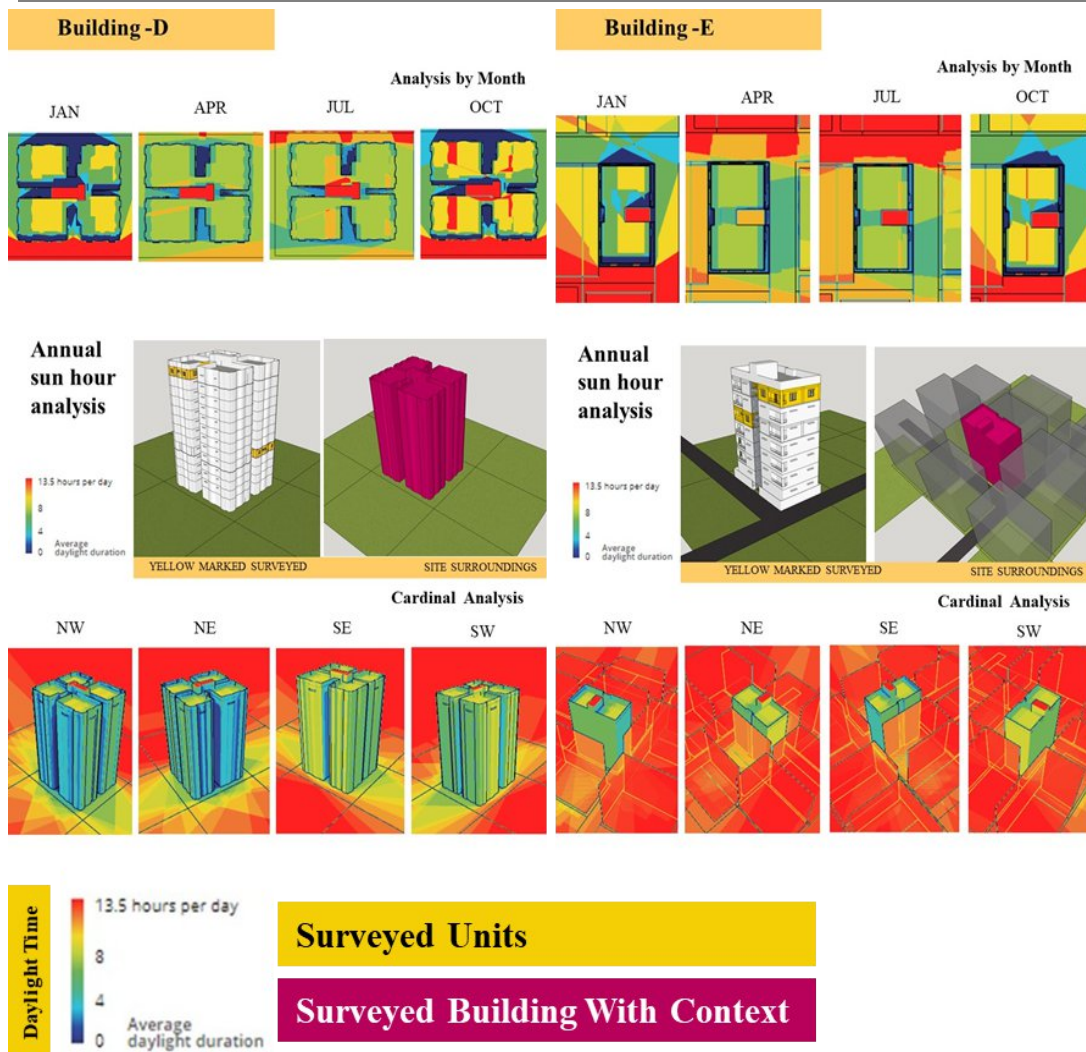 Building -D
Analysis by Month
JAN
APR
JUL
OCT
Annual
sun hour
analysis
13.5 hours per day
8
4
0
Average
daylight duration
YELLOW MARKED SURVEYED
SITE SURROUNDINGS
Cardinal Analysis
NW
NE
SE
SW
Building -E
Analysis by Month
JAN
APR
JUL
OCT
Annual
sun hour
analysis
13.5 hours per day
8
4
0
Average
daylight duration
YELLOW MARKED SURVEYED
SITE SURROUNDINGS
Cardinal Analysis
NW
NE
SE
SW
Daylight Time
13.5 hours per day
8
4
0
Average
daylight duration
Surveyed Units
Surveyed Building With Context